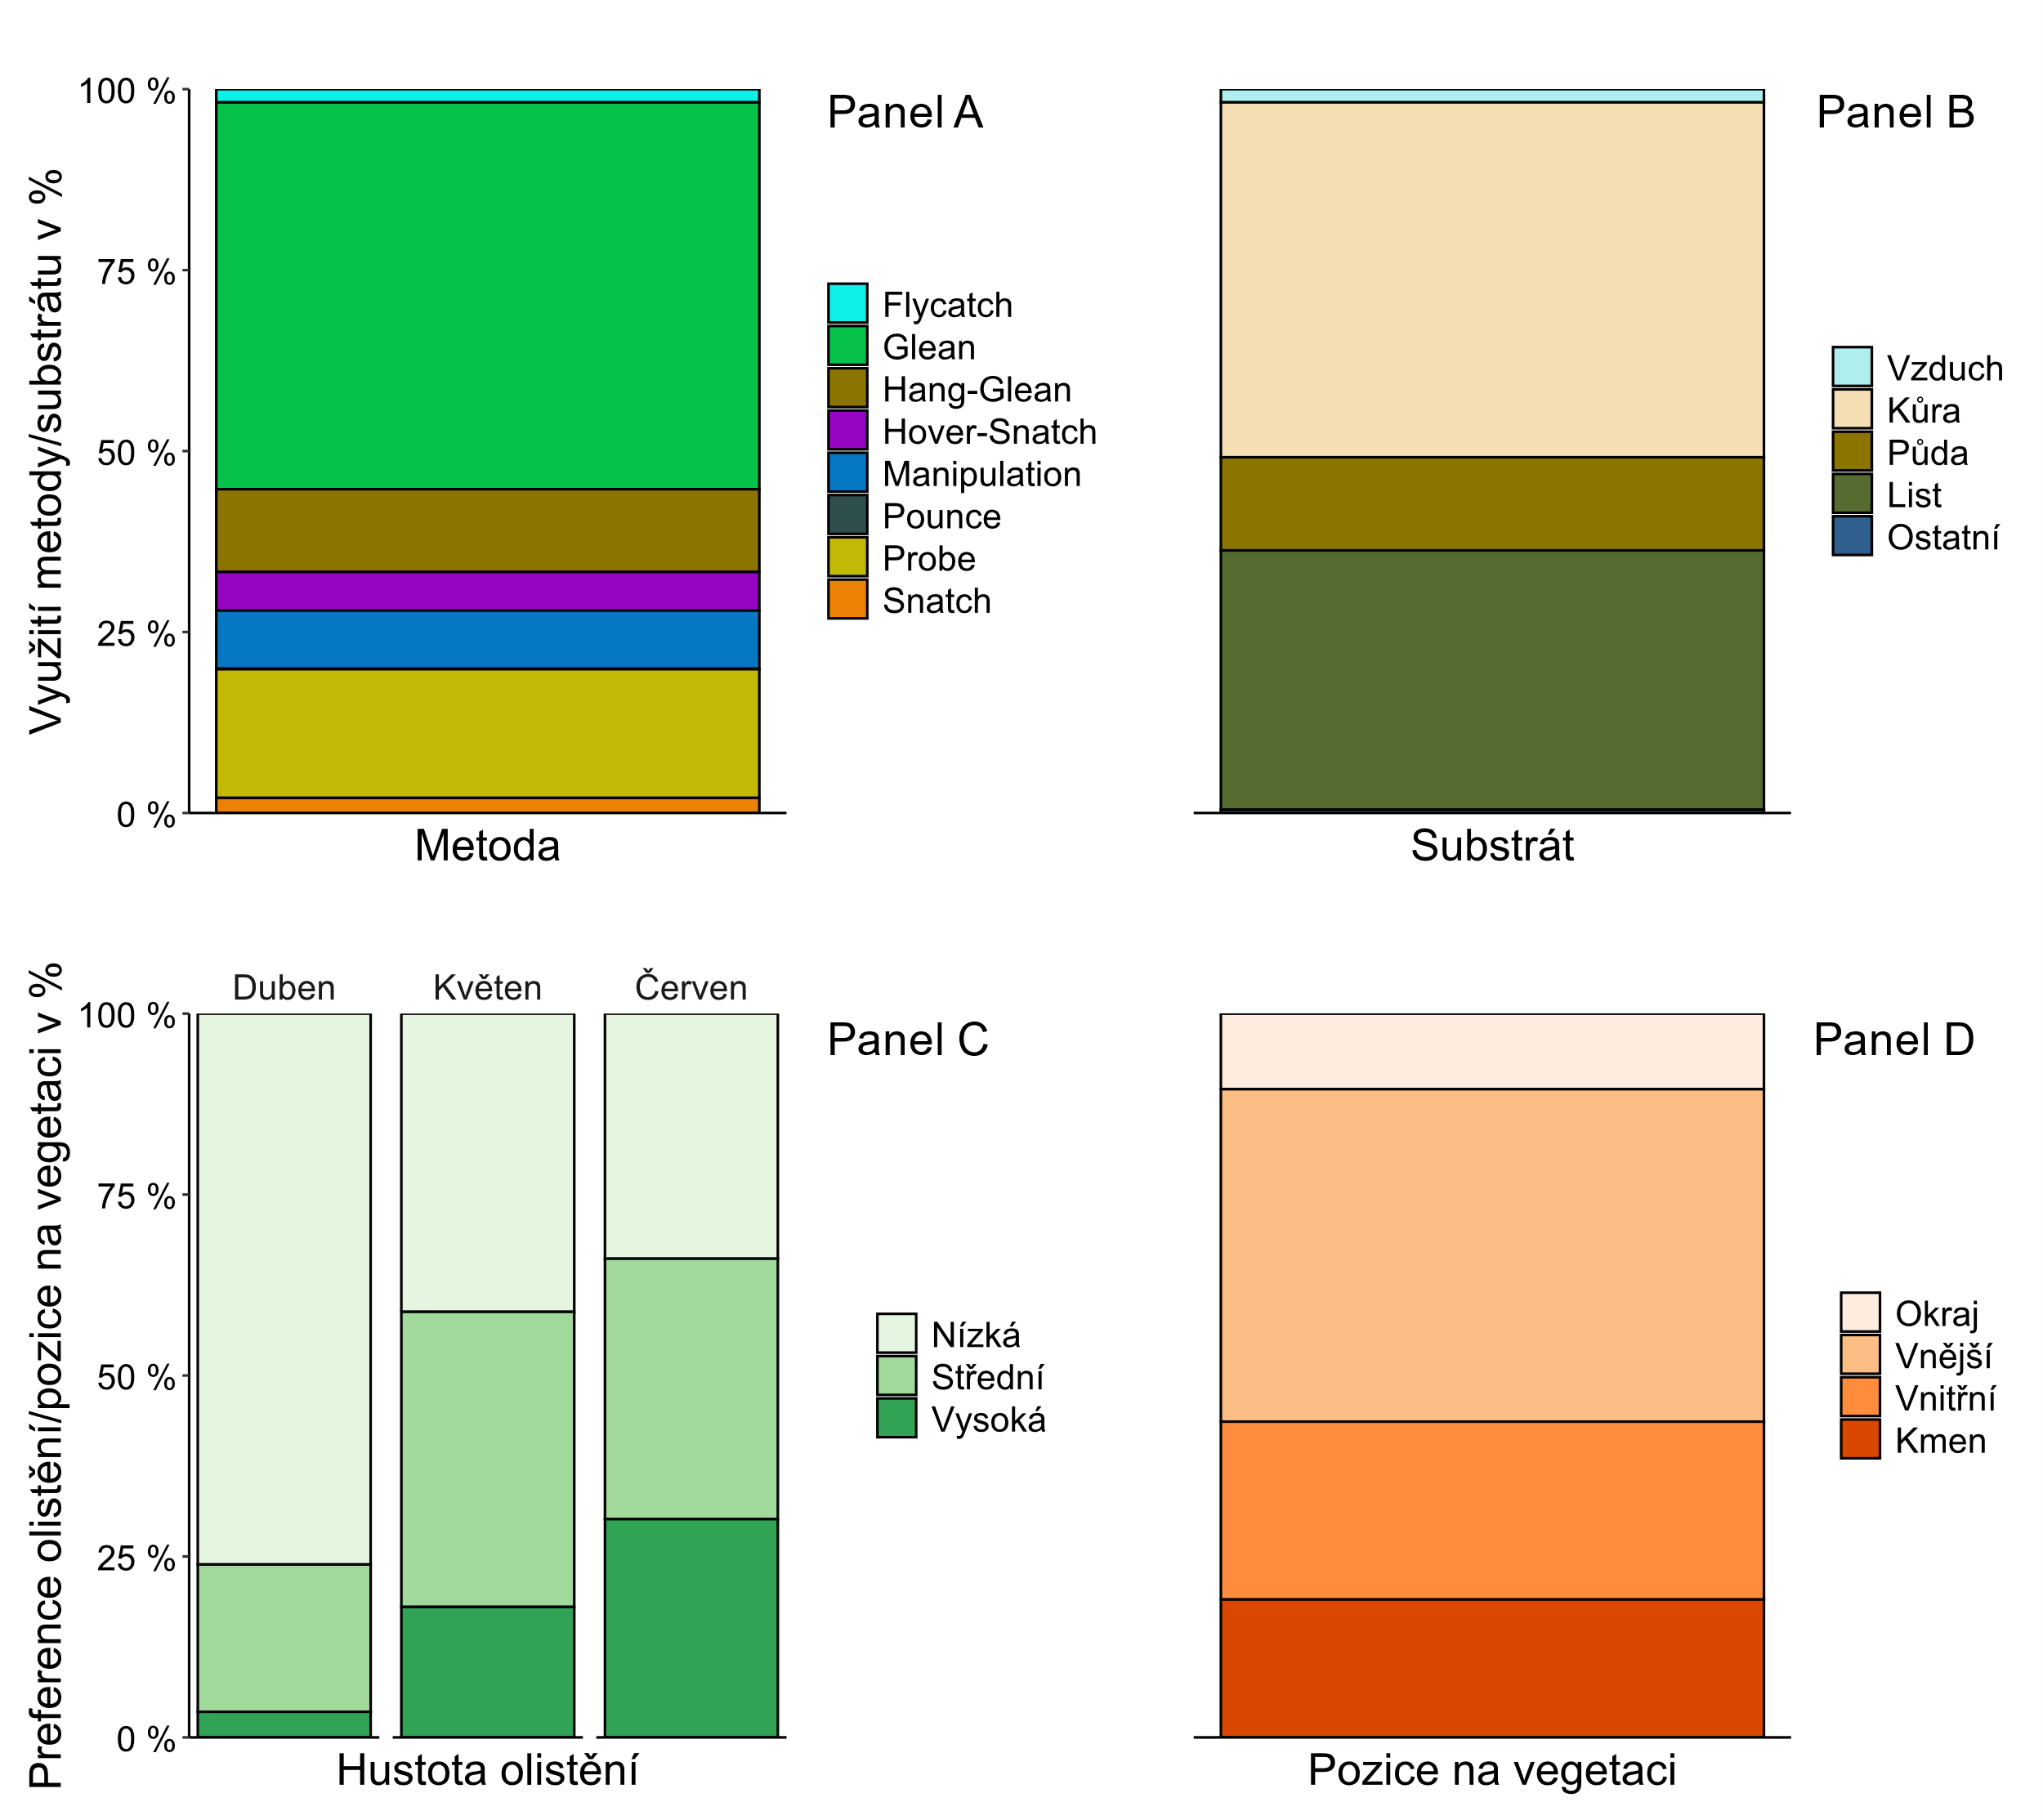 Panel A
Využití metody/substrátu v %
100 %
75 %
50 %
25 %
0 %
Metoda
Flycatch
Glean
Hang-Glean
Hover-Snatch
Manipulation
Pounce
Probe
Snatch
Panel B
Vzduch
Kůra
Půda
List
Ostatní
Substrát
Panel C
Preference olistění/pozice na vegetaci v %
Duben
Květen
Červen
100 %
75 %
50 %
25 %
0 %
Hustota olistění
Nízká
Střední
Vysoká
Panel D
Okraj
Vnější
Vnitřní
Kmen
Pozice na vegetaci